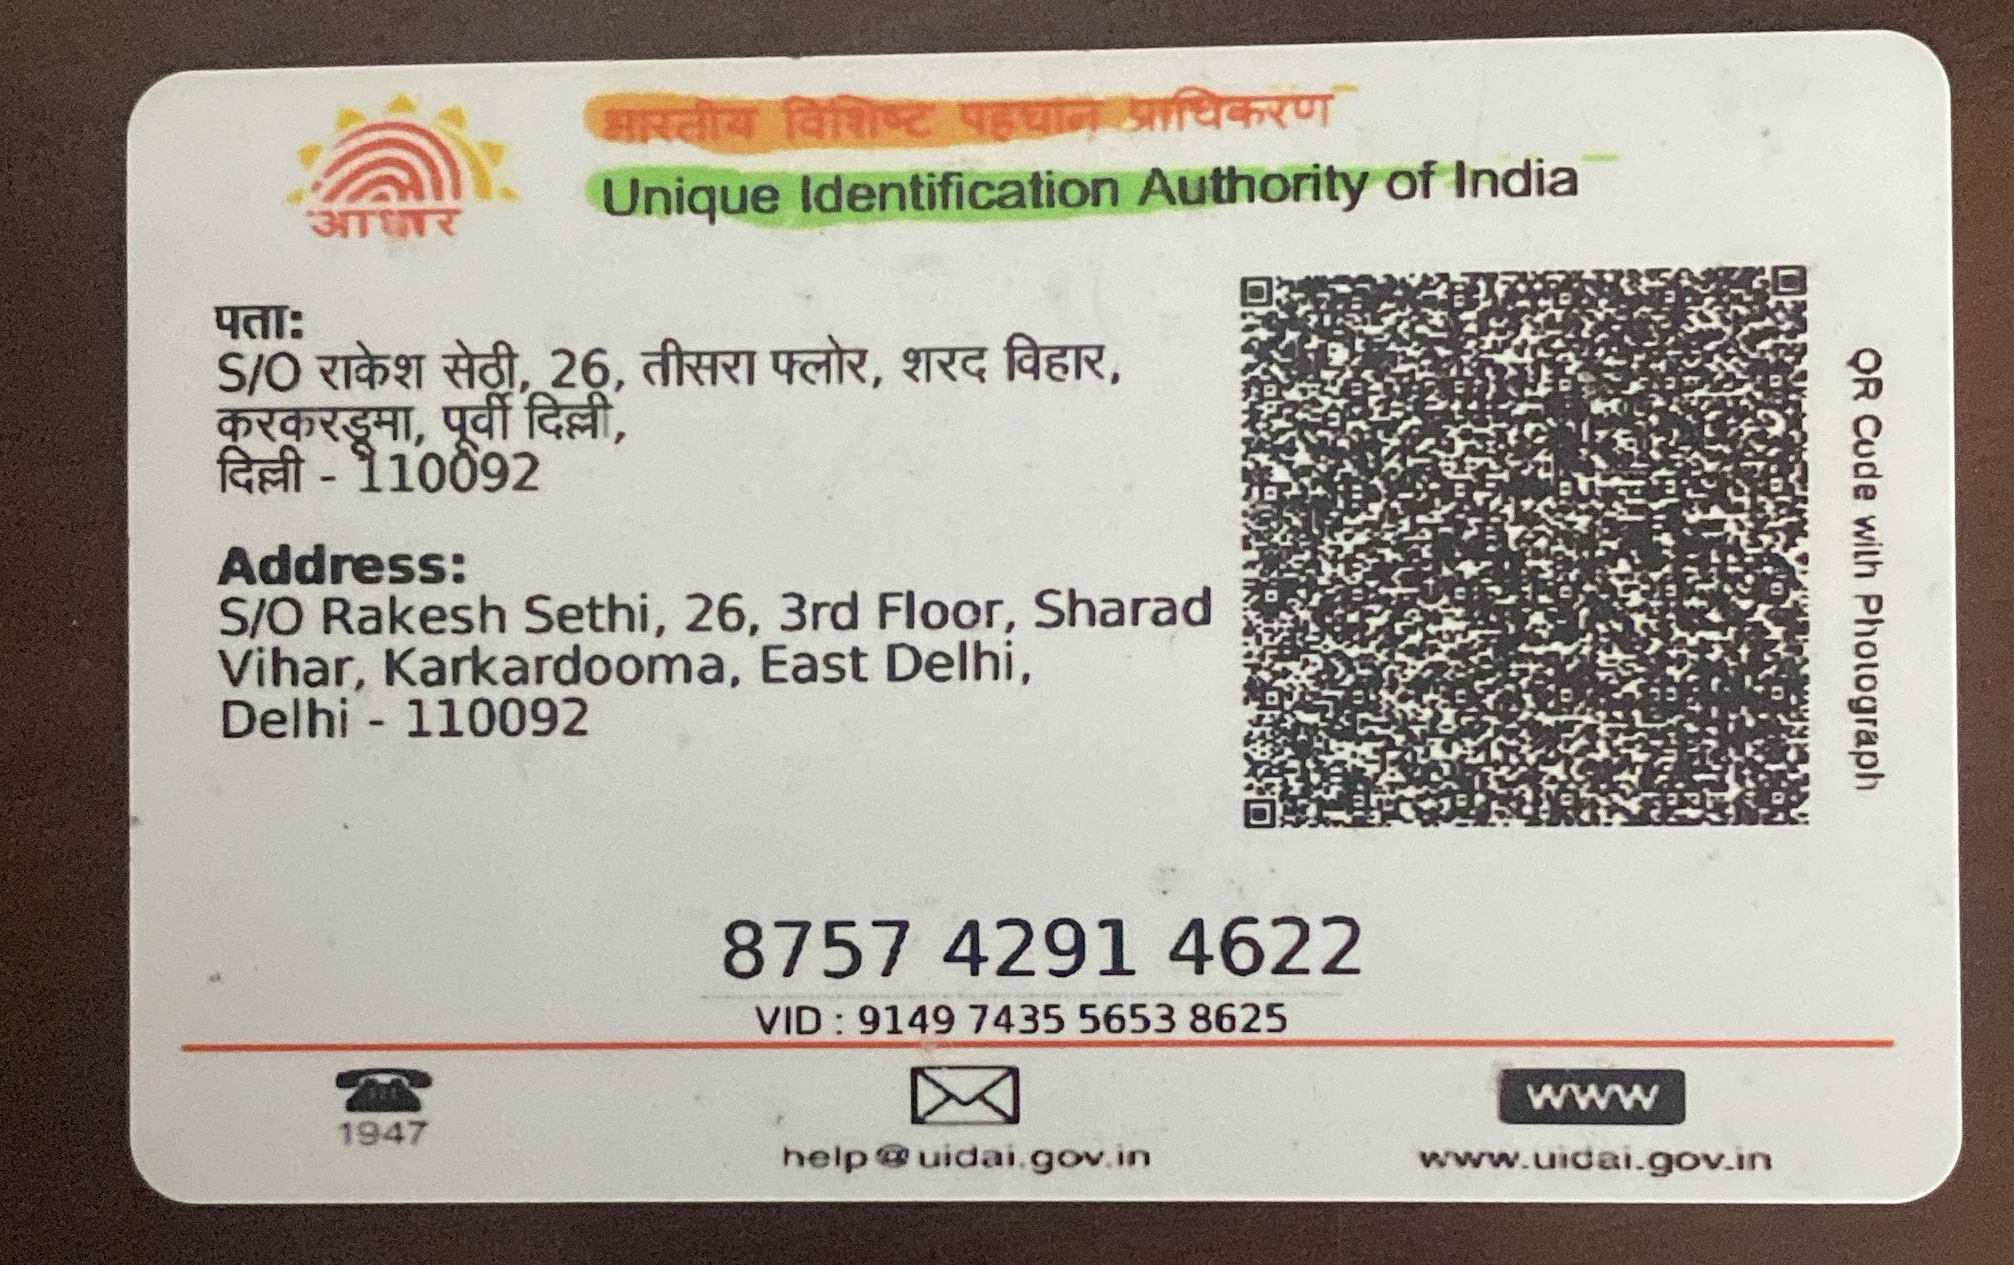 भारतीय विशिष्ट पहचान प्राधिकरण
Unique Identification Authority of India
आधार
पता:
S/O राकेश सेठी, 26, तीसरा फ्लोर, शरद विहार,
करकरडूमा, पूर्वी दिल्ली,
दिल्ली - 110092
Address:
S/O Rakesh Sethi, 26, 3rd Floor, Sharad
Vihar, Karkardooma, East Delhi,
Delhi - 110092
QR Code with Photograph
8757 4291 4622
VID : 9149 7435 5653 8625
1947
help@uidai.gov.in
www
www.uidai.gov.in